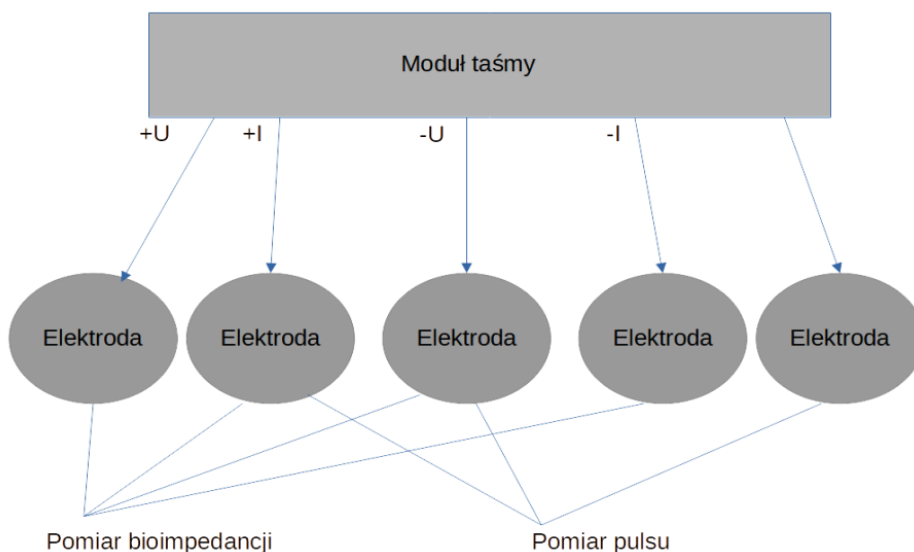 Moduł taśmy
+U +I -U -I
Elektroda Elektroda Elektroda Elektroda Elektroda
Pomiar bioimpedancji Pomiar pulsu